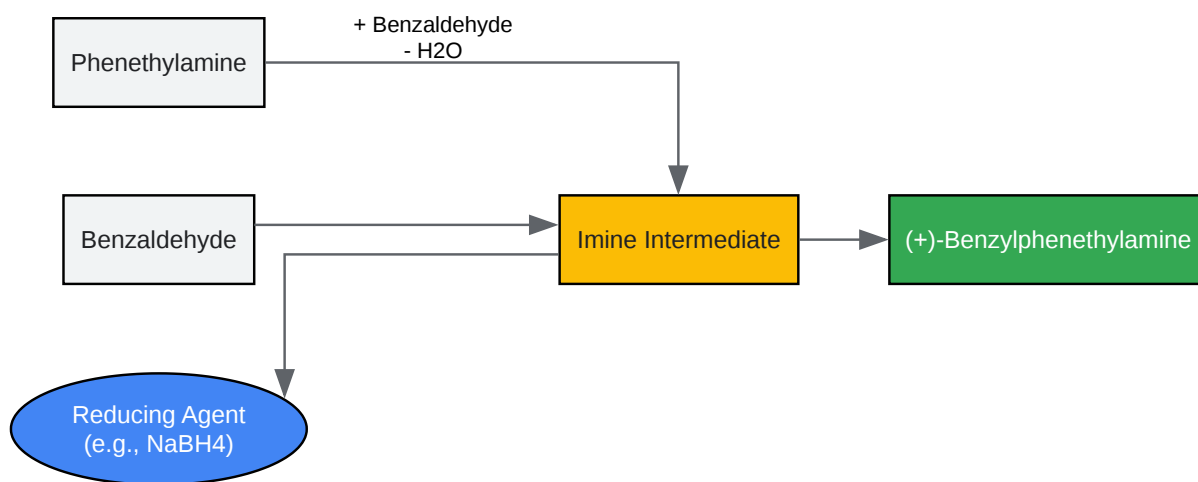 + Benzaldehyde
- H2O
Phenethylamine
Benzaldehyde
Imine Intermediate
(+)-Benzylphenethylamine
Reducing Agent
(e.g., NaBH4)